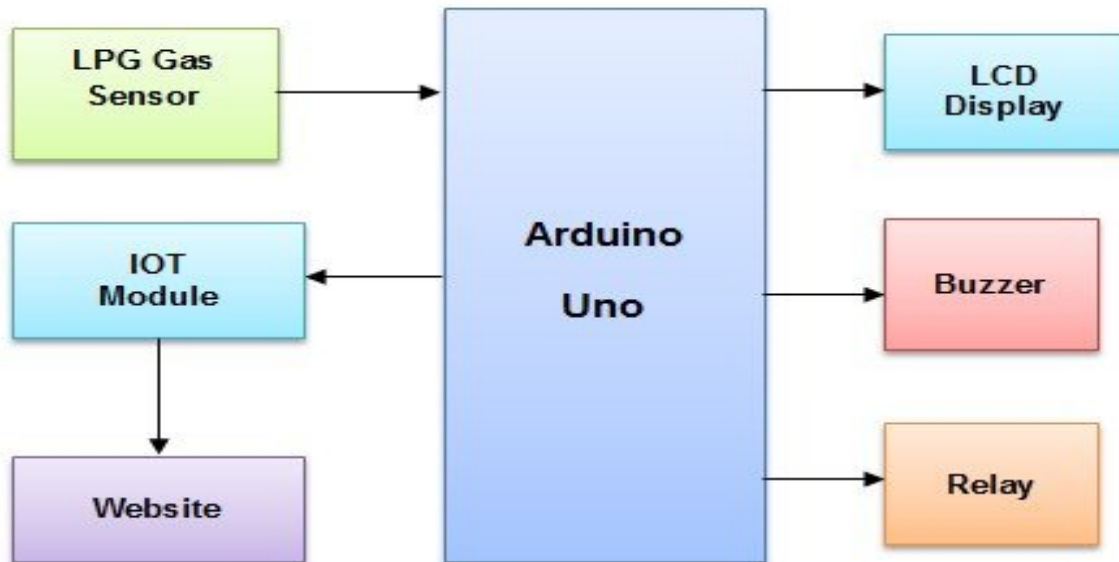 LPG Gas
Sensor
IOT
Module
Website
Arduino
Uno
LCD
Display
Buzzer
Relay